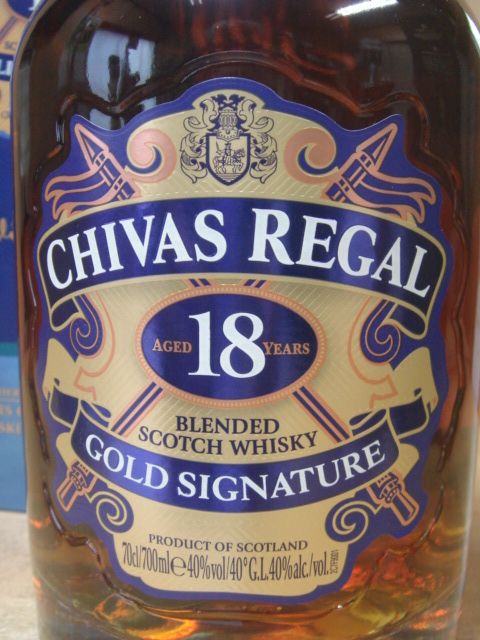 CHIVAS REGAL
AGED 18 YEARS
BLENDED
SCOTCH WHISKY
GOLD SIGNATURE
PRODUCT OF SCOTLAND
70cl/700ml℮40%vol/40°G.L.40%alc./vol.